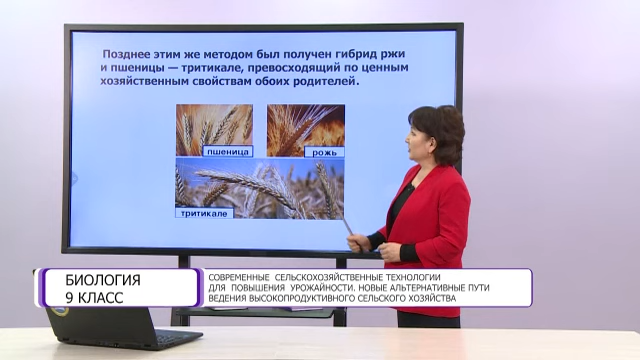 Позднее этим же методом был получен гибрид ржи
и пшеницы — тритикале, превосходящий по ценным
хозяйственным свойствам обоих родителей.
пшеница
рожь
тритикале
БИОЛОГИЯ
9 КЛАСС
СОВРЕМЕННЫЕ СЕЛЬСКОХОЗЯЙСТВЕННЫЕ ТЕХНОЛОГИИ
ДЛЯ ПОВЫШЕНИЯ УРОЖАЙНОСТИ. НОВЫЕ АЛЬТЕРНАТИВНЫЕ ПУТИ
ВЕДЕНИЯ ВЫСОКОПРОДУКТИВНОГО СЕЛЬСКОГО ХОЗЯЙСТВА